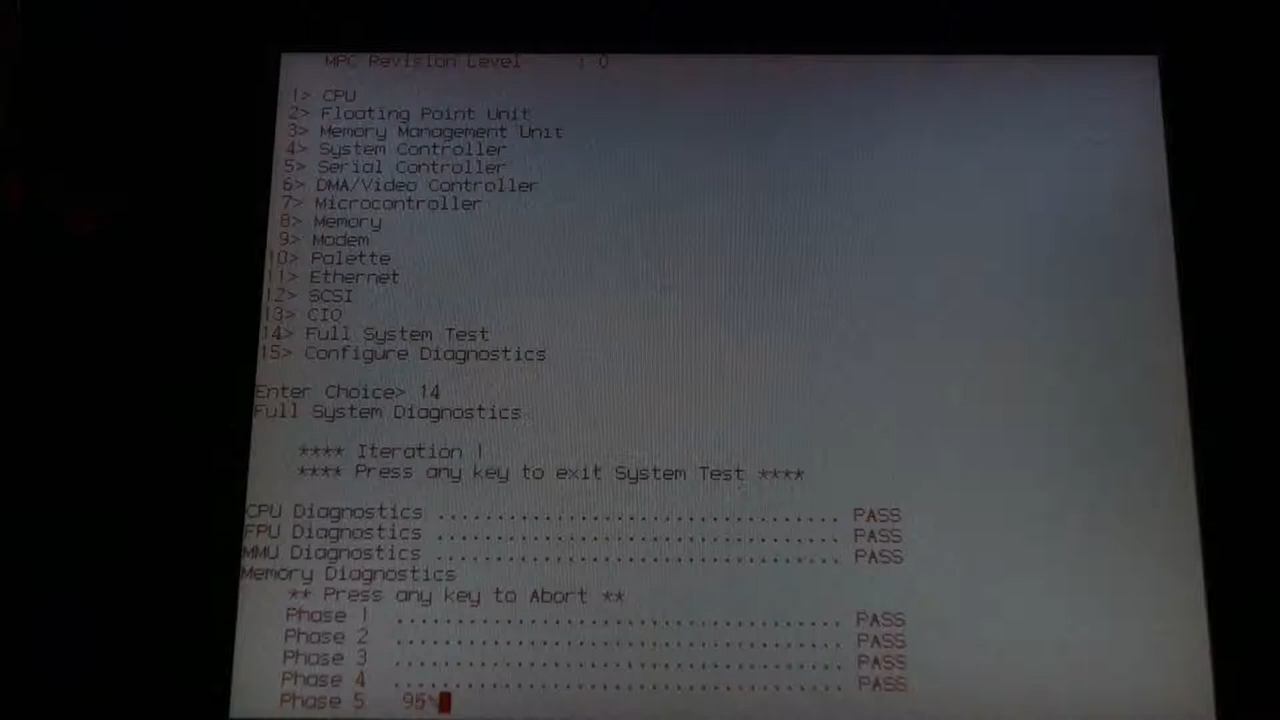 MPC Revision Level : 0
1> CPU
2> Floating Point Unit
3> Memory Management Unit
4> System Controller
5> Serial Controller
6> DMA/Video Controller
7> Microcontroller
8> Memory
9> Modem
10> Palette
11> Ethernet
12> SCSI
13> CIO
14> Full System Test
15> Configure Diagnostics
Enter Choice> 14
Full System Diagnostics
**** Iteration 1
**** Press any key to exit System Test ****
CPU Diagnostics ................................... PASS
FPU Diagnostics ................................... PASS
MMU Diagnostics ................................... PASS
Memory Diagnostics
** Press any key to Abort **
Phase 1 ....................................... PASS
Phase 2 ....................................... PASS
Phase 3 ....................................... PASS
Phase 4 ....................................... PASS
Phase 5 95%